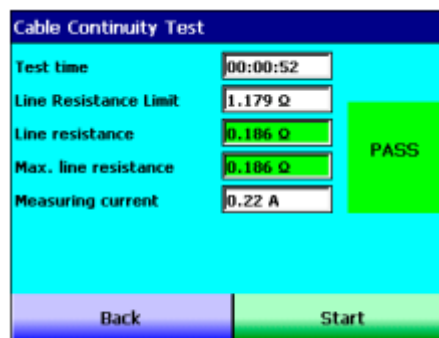 Cable Continuity Test
Test time 00:00:52
Line Resistance Limit 1.179 Ω
Line resistance 0.186 Ω
PASS
Max. line resistance 0.186 Ω
Measuring current 0.22 A
Back Start